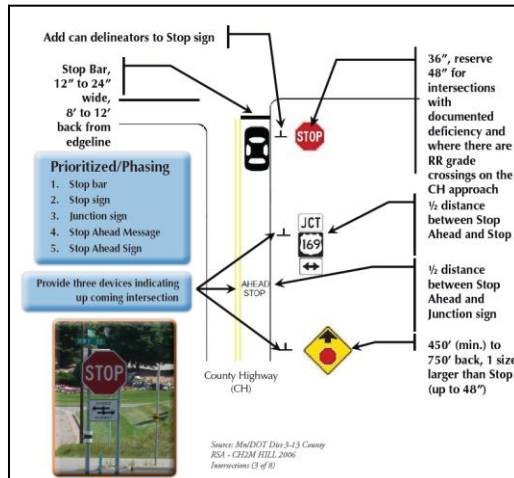 Add can delineators to Stop sign
Stop Bar,
12” to 24”
wide,
8’ to 12’
back from
edgeline
STOP
36”, reserve
48” for
intersections
with
documented
deficiency and
where there are
RR grade
crossings on the
CH approach
Prioritized/Phasing
1. Stop bar
2. Stop sign
3. Junction sign
4. Stop Ahead Message
5. Stop Ahead Sign
JCT
169
½ distance
between Stop
Ahead and Stop
Provide three devices indicating
up coming intersection
AHEAD
STOP
½ distance
between Stop
Ahead and
Junction sign
450’ (min.) to
750’ back, 1 size
larger than Stop
(up to 48”)
County Highway
(CH)
STOP
Source: Mn/DOT Dist 3-13 County
RSA - CH2M HILL 2006
Intersections (3 of 8)